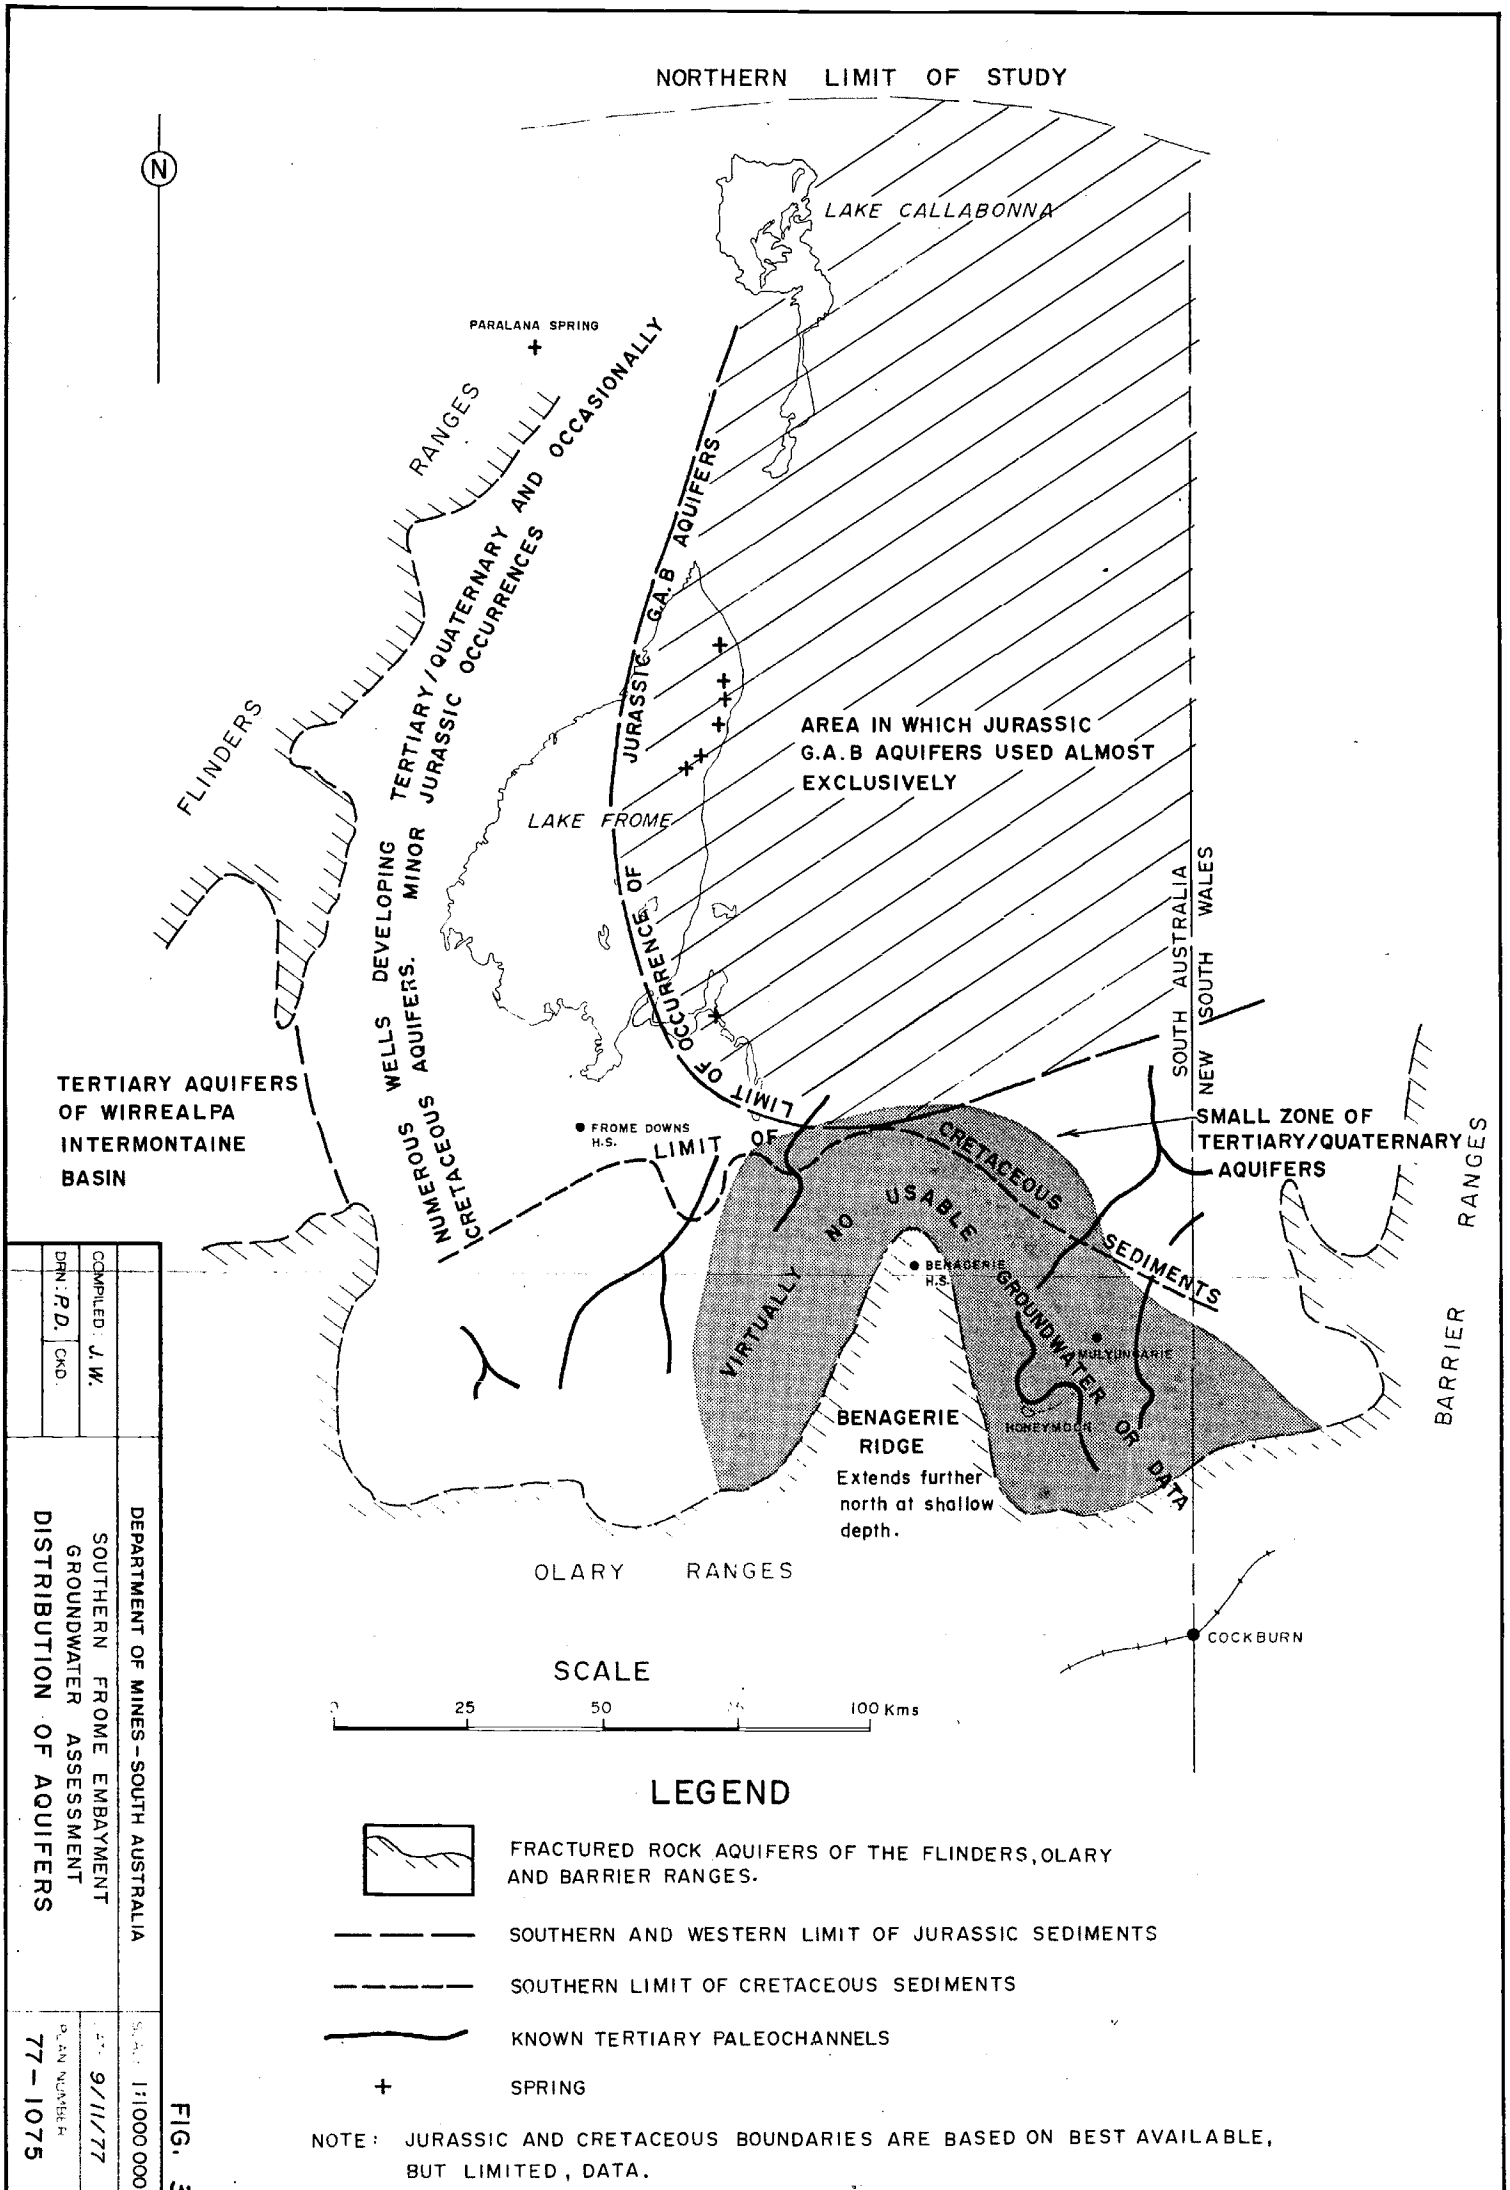 NORTHERN LIMIT OF STUDY
N
LAKE CALLABONNA
PARALANA SPRING
RANGES
FLINDERS
NUMEROUS WELLS DEVELOPING TERTIARY/QUATERNARY AND OCCASIONALLY
CRETACEOUS AQUIFERS. MINOR JURASSIC OCCURRENCES
LIMIT OF OCCURRENCE OF JURASSIC G.A.B AQUIFERS
AREA IN WHICH JURASSIC
G.A.B AQUIFERS USED ALMOST
EXCLUSIVELY
LAKE FROME
SOUTH AUSTRALIA
NEW SOUTH WALES
TERTIARY AQUIFERS
OF WIRREALPA
INTERMONTAINE
BASIN
FROME DOWNS
H.S.
LIMIT OF CRETACEOUS SEDIMENTS
SMALL ZONE OF
TERTIARY/QUATERNARY
AQUIFERS
BARRIER RANGES
VIRTUALLY NO USABLE GROUNDWATER OR DATA
BENAGERIE
H.S.
MULYUNGARIE
HONEYMOON
BENAGERIE
RIDGE
Extends further
north at shallow
depth.
OLARY RANGES
COCKBURN
SCALE
25 50 100 Kms
LEGEND
FRACTURED ROCK AQUIFERS OF THE FLINDERS, OLARY
AND BARRIER RANGES.
SOUTHERN AND WESTERN LIMIT OF JURASSIC SEDIMENTS
SOUTHERN LIMIT OF CRETACEOUS SEDIMENTS
KNOWN TERTIARY PALEOCHANNELS
SPRING
NOTE: JURASSIC AND CRETACEOUS BOUNDARIES ARE BASED ON BEST AVAILABLE,
BUT LIMITED, DATA.
COMPILED: J.W.
DRN: P.D. CKD.
DEPARTMENT OF MINES–SOUTH AUSTRALIA
SOUTHERN FROME EMBAYMENT
GROUNDWATER ASSESSMENT
DISTRIBUTION OF AQUIFERS
1:1000000
9/11/77
PLAN NUMBER
77–1075
FIG. 3